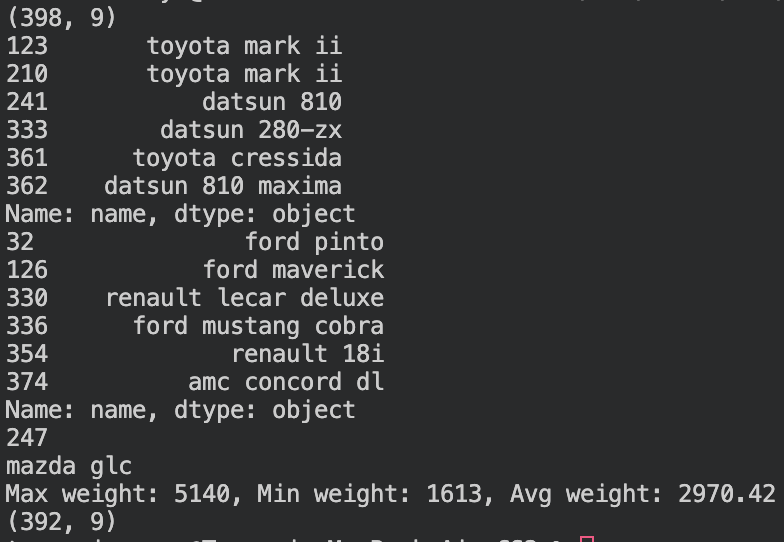 (398, 9)
123       toyota mark ii
210       toyota mark ii
241           datsun 810
333        datsun 280-zx
361      toyota cressida
362    datsun 810 maxima
Name: name, dtype: object
32               ford pinto
126           ford maverick
330    renault lecar deluxe
336      ford mustang cobra
354             renault 18i
374          amc concord dl
Name: name, dtype: object
247
mazda glc
Max weight: 5140, Min weight: 1613, Avg weight: 2970.42
(392, 9)